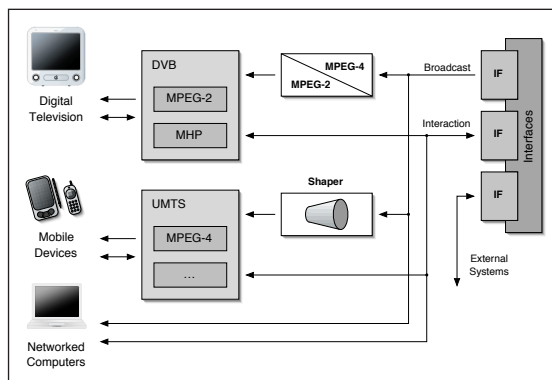 Digital
Television
DVB
MPEG-2
MHP
MPEG-4
MPEG-2
Broadcast
IF
Interaction
IF
IF
Interfaces
Mobile
Devices
UMTS
MPEG-4
...
Shaper
External
Systems
Networked
Computers